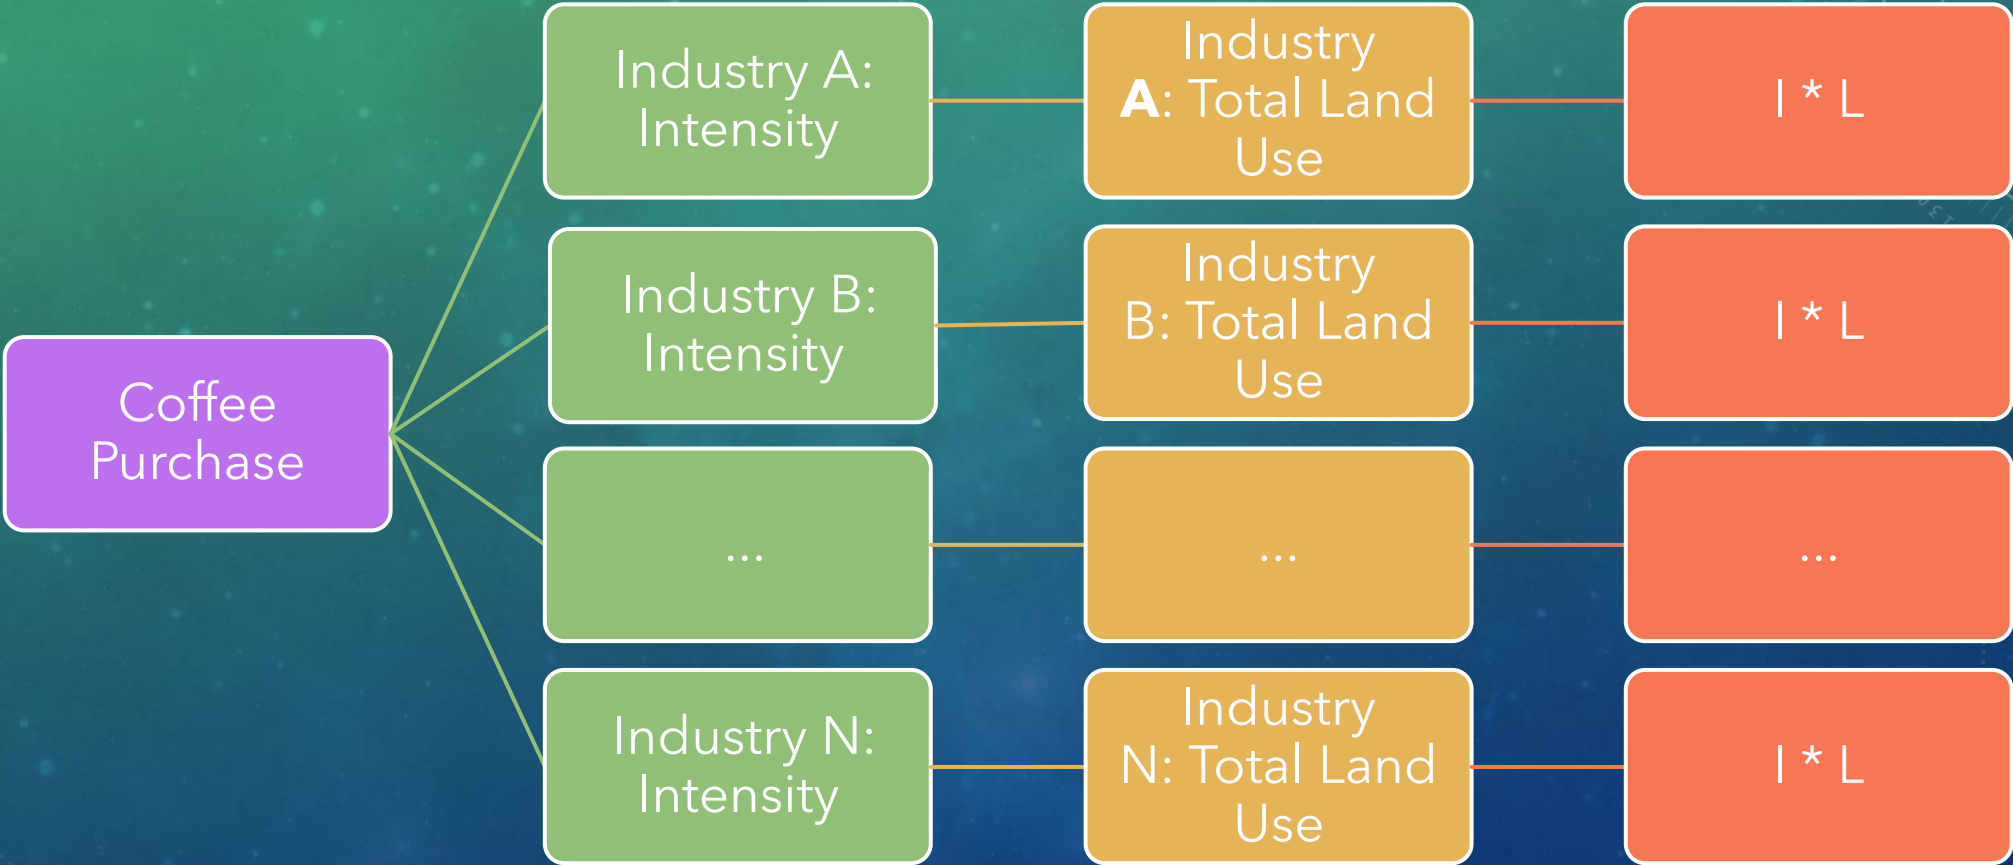 Coffee
Purchase
Industry A:
Intensity
Industry
A: Total Land
Use
I * L
Industry B:
Intensity
Industry
B: Total Land
Use
I * L
...
...
...
Industry N:
Intensity
Industry
N: Total Land
Use
I * L